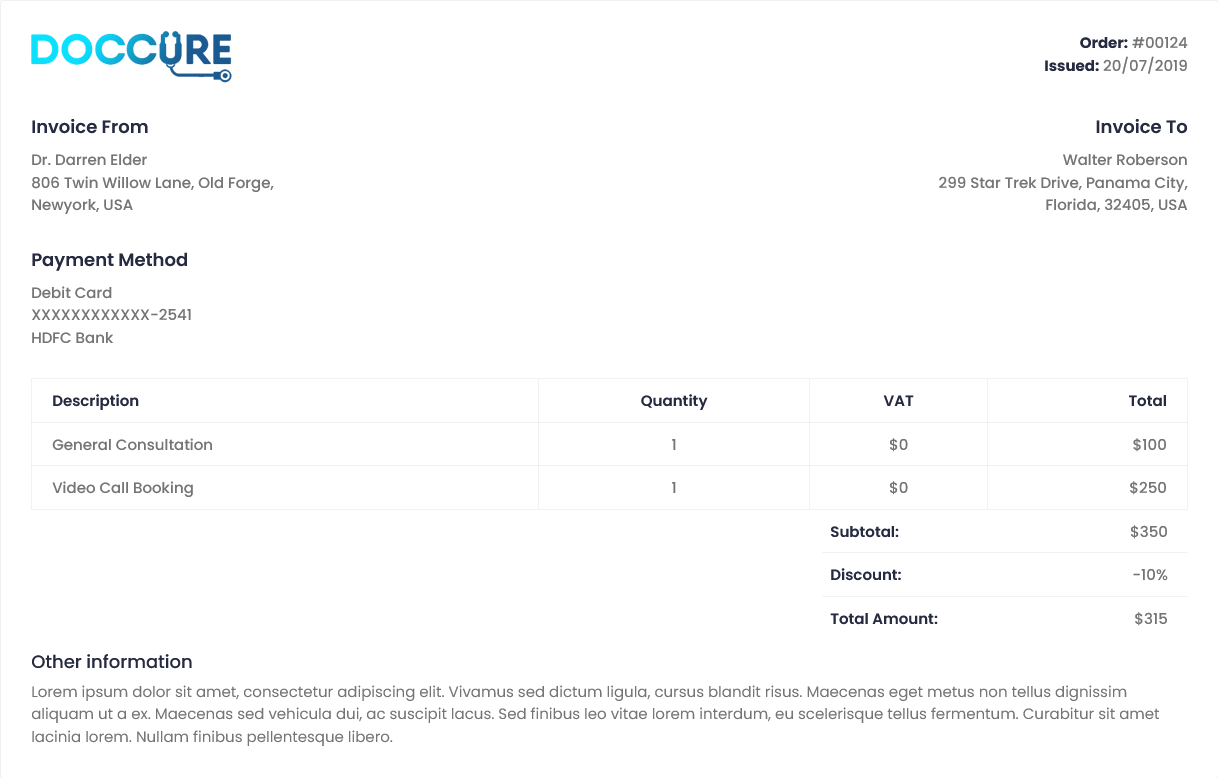 DOCCURE
Order: #00124
Issued: 20/07/2019
Invoice From
Dr. Darren Elder
806 Twin Willow Lane, Old Forge,
Newyork, USA
Invoice To
Walter Roberson
299 Star Trek Drive, Panama City,
Florida, 32405, USA
Payment Method
Debit Card
XXXXXXXXXXXX-2541
HDFC Bank
Description Quantity VAT Total
General Consultation 1 $0 $100
Video Call Booking 1 $0 $250
Subtotal: $350
Discount: -10%
Total Amount: $315
Other information
Lorem ipsum dolor sit amet, consectetur adipiscing elit. Vivamus sed dictum ligula, cursus blandit risus. Maecenas eget metus non tellus dignissim
aliquam ut a ex. Maecenas sed vehicula dui, ac suscipit lacus. Sed finibus leo vitae lorem interdum, eu scelerisque tellus fermentum. Curabitur sit amet
lacinia lorem. Nullam finibus pellentesque libero.